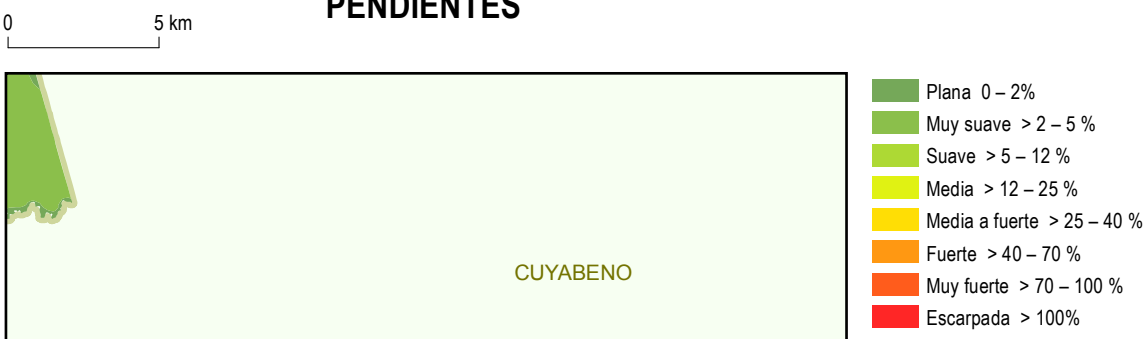 PENDIENTES
0 5 km
Plana 0 – 2%
Muy suave > 2 – 5 %
Suave > 5 – 12 %
Media > 12 – 25 %
Media a fuerte > 25 – 40 %
Fuerte > 40 – 70 %
Muy fuerte > 70 – 100 %
Escarpada > 100%
CUYABENO